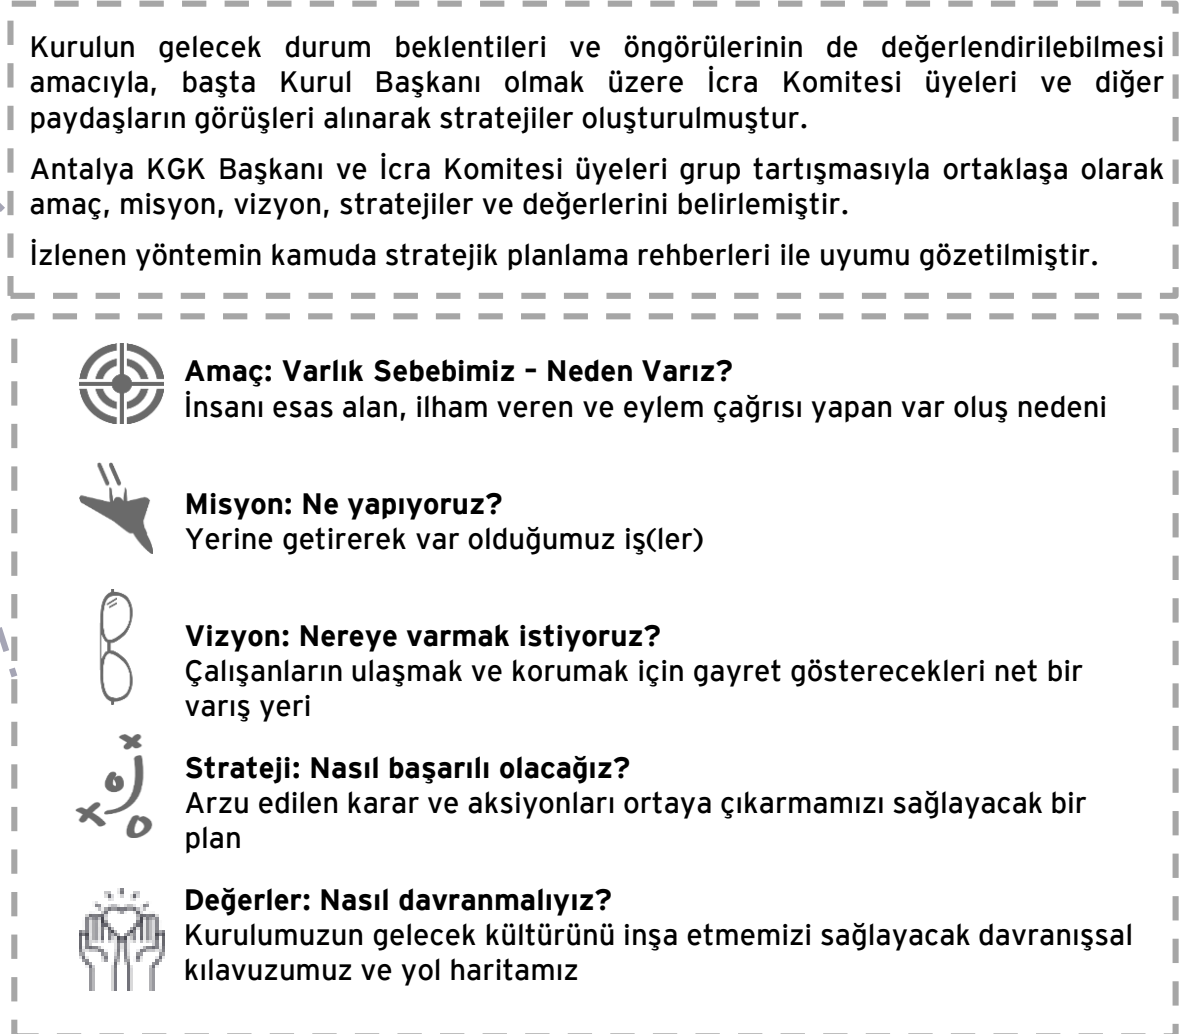 Kurulun gelecek durum beklentileri ve öngörülerinin de değerlendirilebilmesi
amacıyla, başta Kurul Başkanı olmak üzere İcra Komitesi üyeleri ve diğer
paydaşların görüşleri alınarak stratejiler oluşturulmuştur.
Antalya KGK Başkanı ve İcra Komitesi üyeleri grup tartışmasıyla ortaklaşa olarak
amaç, misyon, vizyon, stratejiler ve değerlerini belirlemiştir.
İzlenen yöntemin kamuda stratejik planlama rehberleri ile uyumu gözetilmiştir.
Amaç: Varlık Sebebimiz – Neden Varız?
İnsanı esas alan, ilham veren ve eylem çağrısı yapan var oluş nedeni
Misyon: Ne yapıyoruz?
Yerine getirerek var olduğumuz iş(ler)
Vizyon: Nereye varmak istiyoruz?
Çalışanların ulaşmak ve korumak için gayret gösterecekleri net bir
varış yeri
Strateji: Nasıl başarılı olacağız?
Arzu edilen karar ve aksiyonları ortaya çıkarmamızı sağlayacak bir
plan
Değerler: Nasıl davranmalıyız?
Kurulumuzun gelecek kültürünü inşa etmemizi sağlayacak davranışsal
kılavuzumuz ve yol haritamız